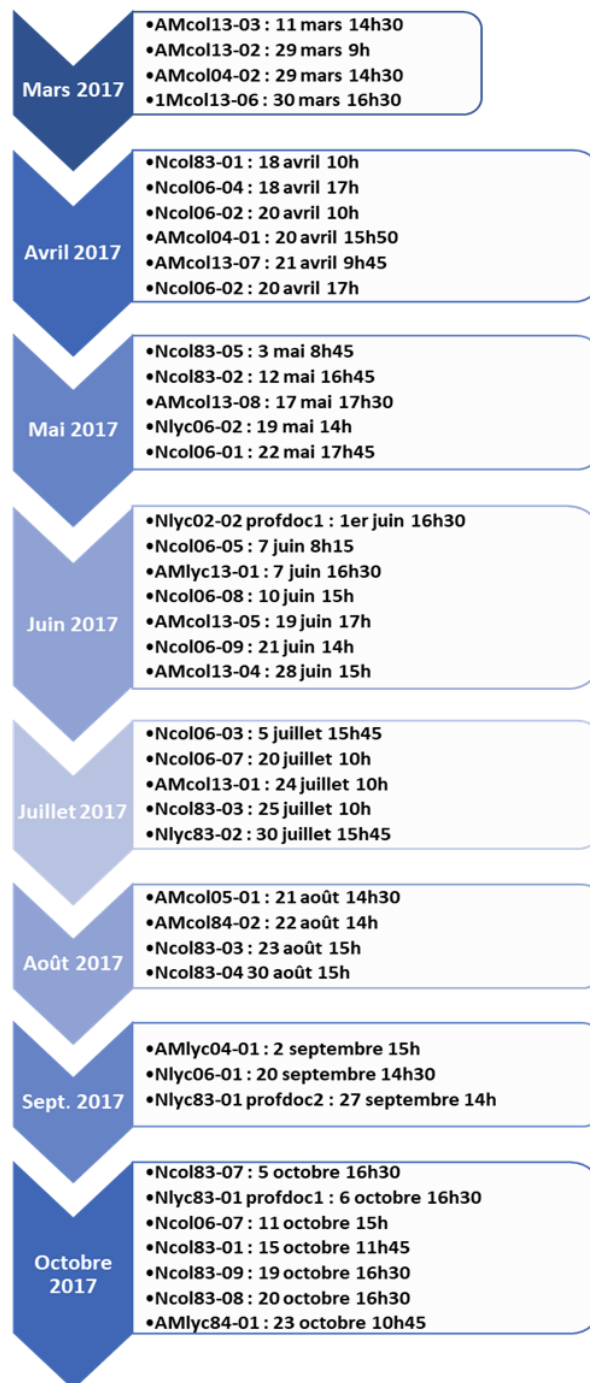 Mars 2017
•AMcol13-03 : 11 mars 14h30
•AMcol13-02 : 29 mars 9h
•AMcol04-02 : 29 mars 14h30
•1Mcol13-06 : 30 mars 16h30
Avril 2017
•Ncol83-01 : 18 avril 10h
•Ncol06-04 : 18 avril 17h
•Ncol06-02 : 20 avril 10h
•AMcol04-01 : 20 avril 15h50
•AMcol13-07 : 21 avril 9h45
•Ncol06-02 : 20 avril 17h
Mai 2017
•Ncol83-05 : 3 mai 8h45
•Ncol83-02 : 12 mai 16h45
•AMcol13-08 : 17 mai 17h30
•Nlyc06-02 : 19 mai 14h
•Ncol06-01 : 22 mai 17h45
Juin 2017
•Nlyc02-02 profdoc1 : 1er juin 16h30
•Ncol06-05 : 7 juin 8h15
•AMlyc13-01 : 7 juin 16h30
•Ncol06-08 : 10 juin 15h
•AMcol13-05 : 19 juin 17h
•Ncol06-09 : 21 juin 14h
•AMcol13-04 : 28 juin 15h
Juillet 2017
•Ncol06-03 : 5 juillet 15h45
•Ncol06-07 : 20 juillet 10h
•AMcol13-01 : 24 juillet 10h
•Ncol83-03 : 25 juillet 10h
•Nlyc83-02 : 30 juillet 15h45
Août 2017
•AMcol05-01 : 21 août 14h30
•AMcol84-02 : 22 août 14h
•Ncol83-03 : 23 août 15h
•Ncol83-04 30 août 15h
Sept. 2017
•AMlyc04-01 : 2 septembre 15h
•Nlyc06-01 : 20 septembre 14h30
•Nlyc83-01 profdoc2 : 27 septembre 14h
Octobre
2017
•Ncol83-07 : 5 octobre 16h30
•Nlyc83-01 profdoc1 : 6 octobre 16h30
•Ncol06-07 : 11 octobre 15h
•Ncol83-01 : 15 octobre 11h45
•Ncol83-09 : 19 octobre 16h30
•Ncol83-08 : 20 octobre 16h30
•AMlyc84-01 : 23 octobre 10h45